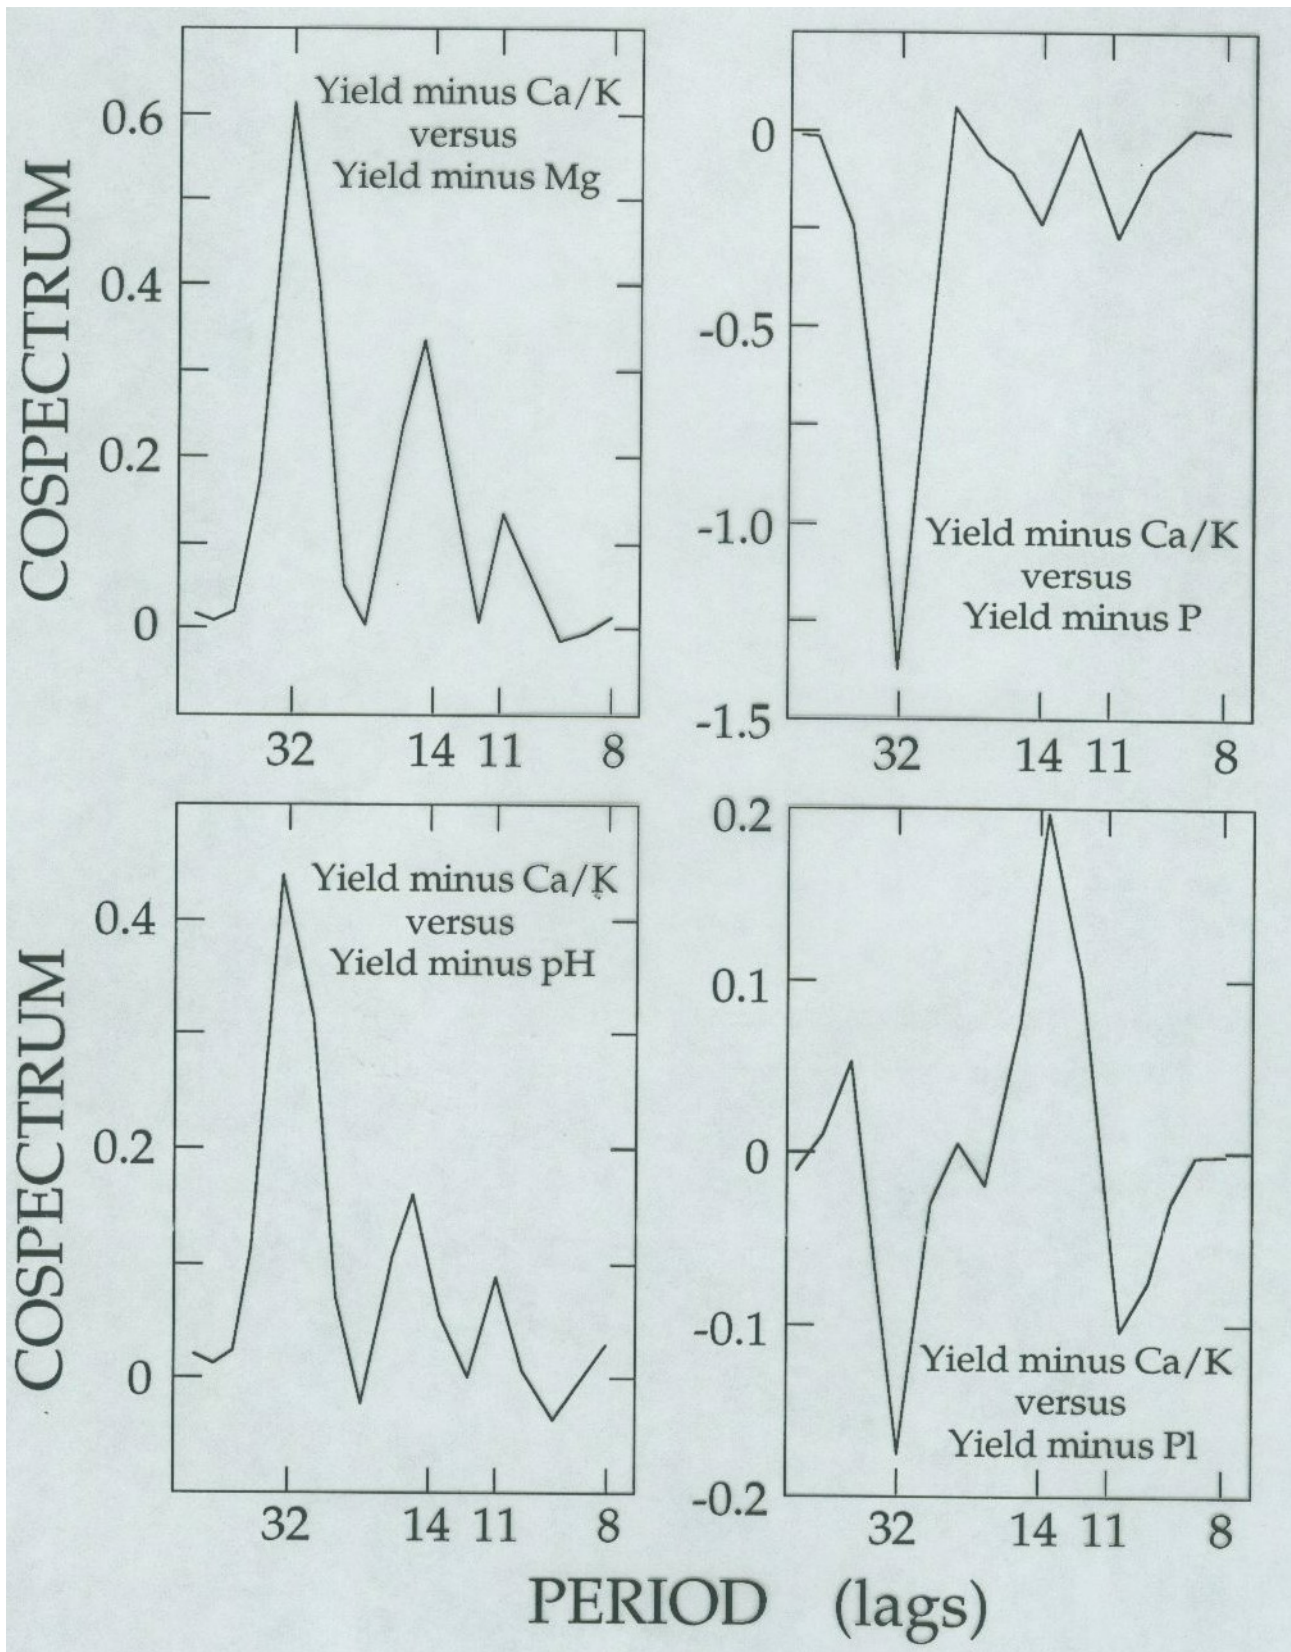 COSPECTRUM
0.6
0.4
0.2
0
Yield minus Ca/K
versus
Yield minus Mg
32 14 11 8
0
-0.5
-1.0
-1.5
Yield minus Ca/K
versus
Yield minus P
32 14 11 8
COSPECTRUM
0.4
0.2
0
Yield minus Ca/K
versus
Yield minus pH
32 14 11 8
0.2
0.1
0
-0.1
-0.2
Yield minus Ca/K
versus
Yield minus Pl
32 14 11 8
PERIOD (lags)